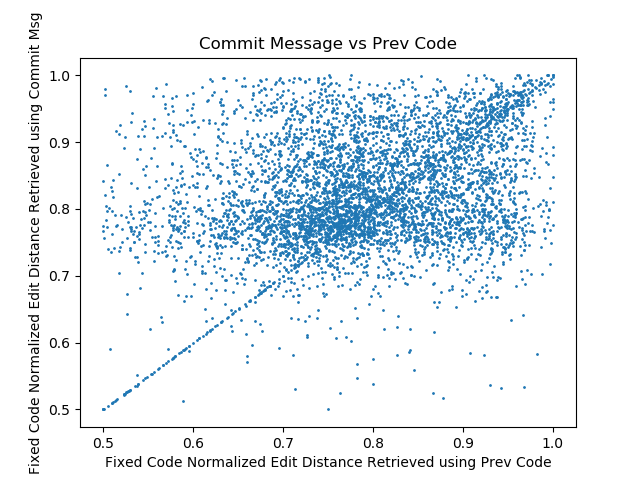 Commit Message vs Prev Code
Fixed Code Normalized Edit Distance Retrieved using Commit Msg
1.0
0.9
0.8
0.7
0.6
0.5
0.5 0.6 0.7 0.8 0.9 1.0
Fixed Code Normalized Edit Distance Retrieved using Prev Code